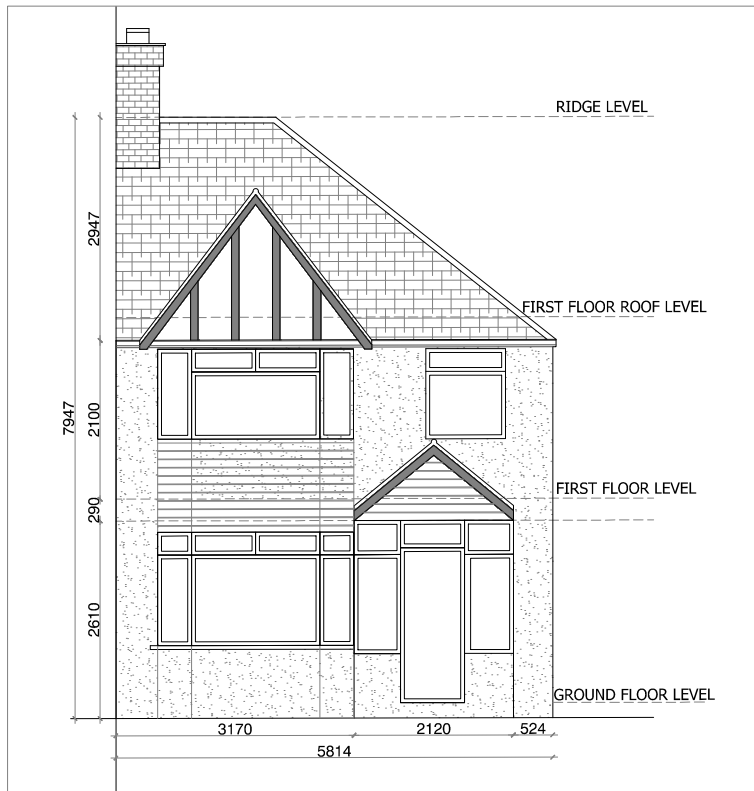 RIDGE LEVEL
2947
FIRST FLOOR ROOF LEVEL
7947
2100
FIRST FLOOR LEVEL
290
2610
GROUND FLOOR LEVEL
3170
2120
524
5814